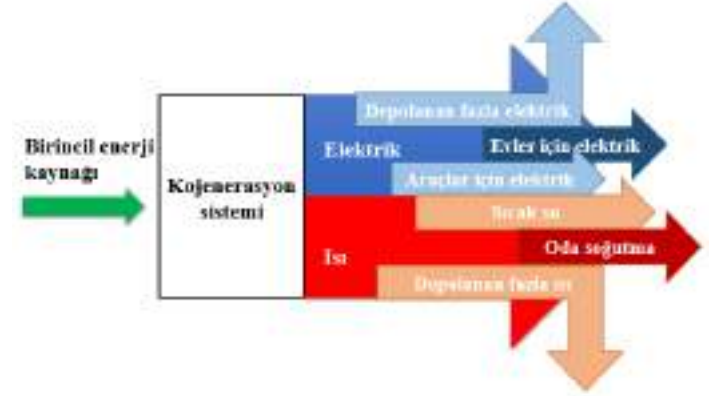 Birincil enerji
kaynağı
Kojenerasyon
sistemi
Elektrik
Depolanan fazla elektrik
Evler için elektrik
Araçlar için elektrik
Isı
Sıcak su
Oda soğutma
Depolanan fazla ısı